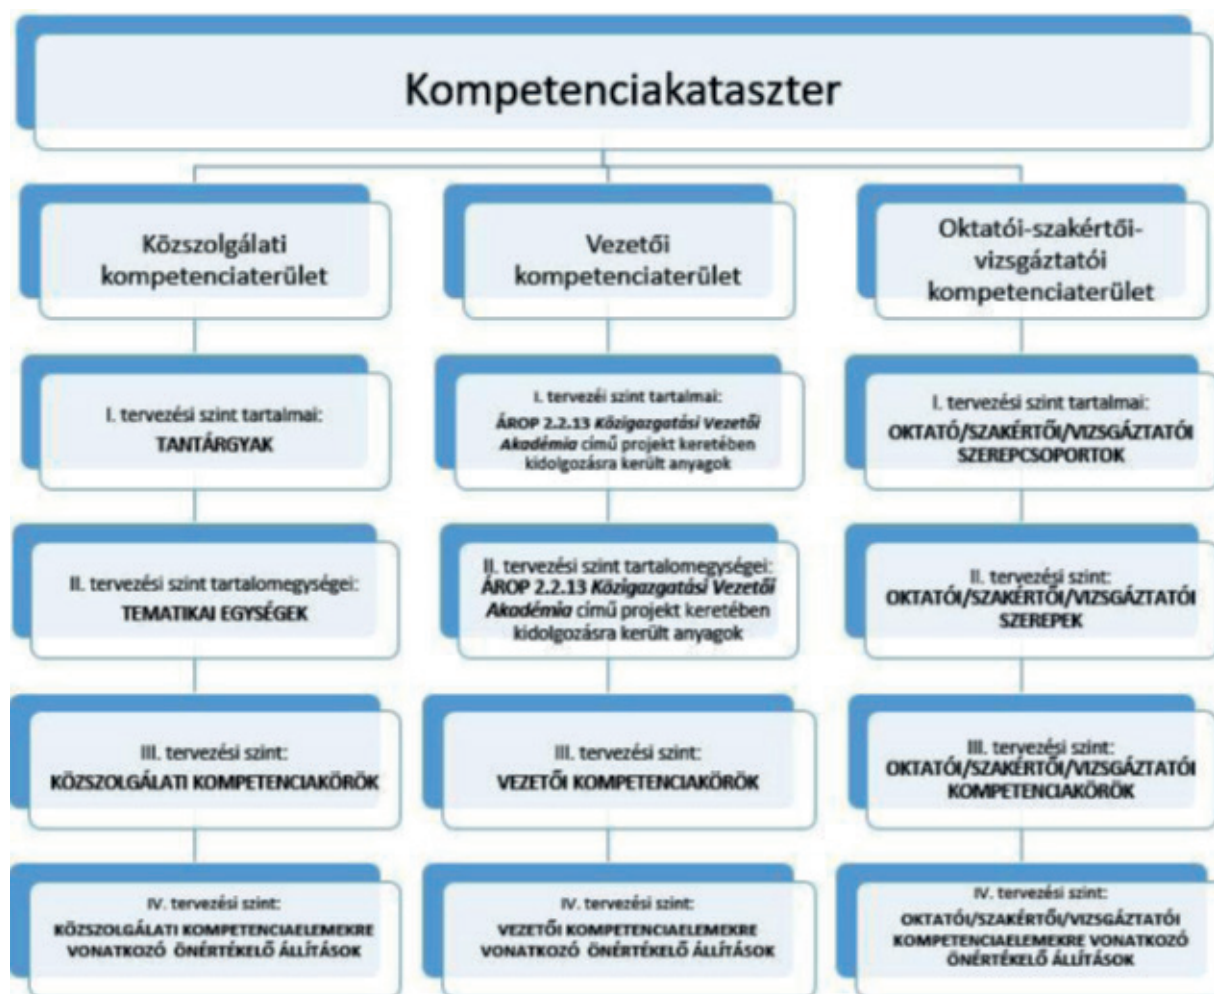 Kompetenciakataszter
Közszolgálati
kompetenciaterület
Vezetői
kompetenciaterület
Oktatói-szakértői-
vizsgáztatói
kompetenciaterület
I. tervezési szint tartalmai:
TANTÁRGYAK
I. tervezéi szint tartalmai:
ÁROP 2.2.13 Közigazgatási Vezetői
Akadémia című projekt keretében
kidolgozásra került anyagok
I. tervezési szint tartalmai:
OKTATÓ/SZAKÉRTŐI/VIZSGÁZTATÓI
SZEREPCSOPORTOK
II. tervezési szint tartalomegységei:
TEMATIKAI EGYSÉGEK
II. tervezési szint tartalomegységei:
ÁROP 2.2.13 Közigazgatási Vezetői
Akadémia című projekt keretében
kidolgozásra került anyagok
II. tervezési szint:
OKTATÓI/SZAKÉRTŐI/VIZSGÁZTATÓI
SZEREPEK
III. tervezési szint:
KÖZSZOLGÁLATI KOMPETENCIAKÖRÖK
III. tervezési szint:
VEZETŐI KOMPETENCIAKÖRÖK
III. tervezési szint:
OKTATÓI/SZAKÉRTŐI/VIZSGÁZTATÓI
KOMPETENCIAKÖRÖK
IV. tervezési szint:
KÖZSZOLGÁLATI KOMPETENCIAELEMEKRE
VONATKOZÓ ÖNÉRTÉKELŐ ÁLLÍTÁSOK
IV. tervezési szint:
VEZETŐI KOMPETENCIAELEMEKRE
VONATKOZÓ ÖNÉRTÉKELŐ ÁLLÍTÁSOK
IV. tervezési szint:
OKTATÓI/SZAKÉRTŐI/VIZSGÁZTATÓI
KOMPETENCIAELEMEKRE VONATKOZÓ
ÖNÉRTÉKELŐ ÁLLÍTÁSOK